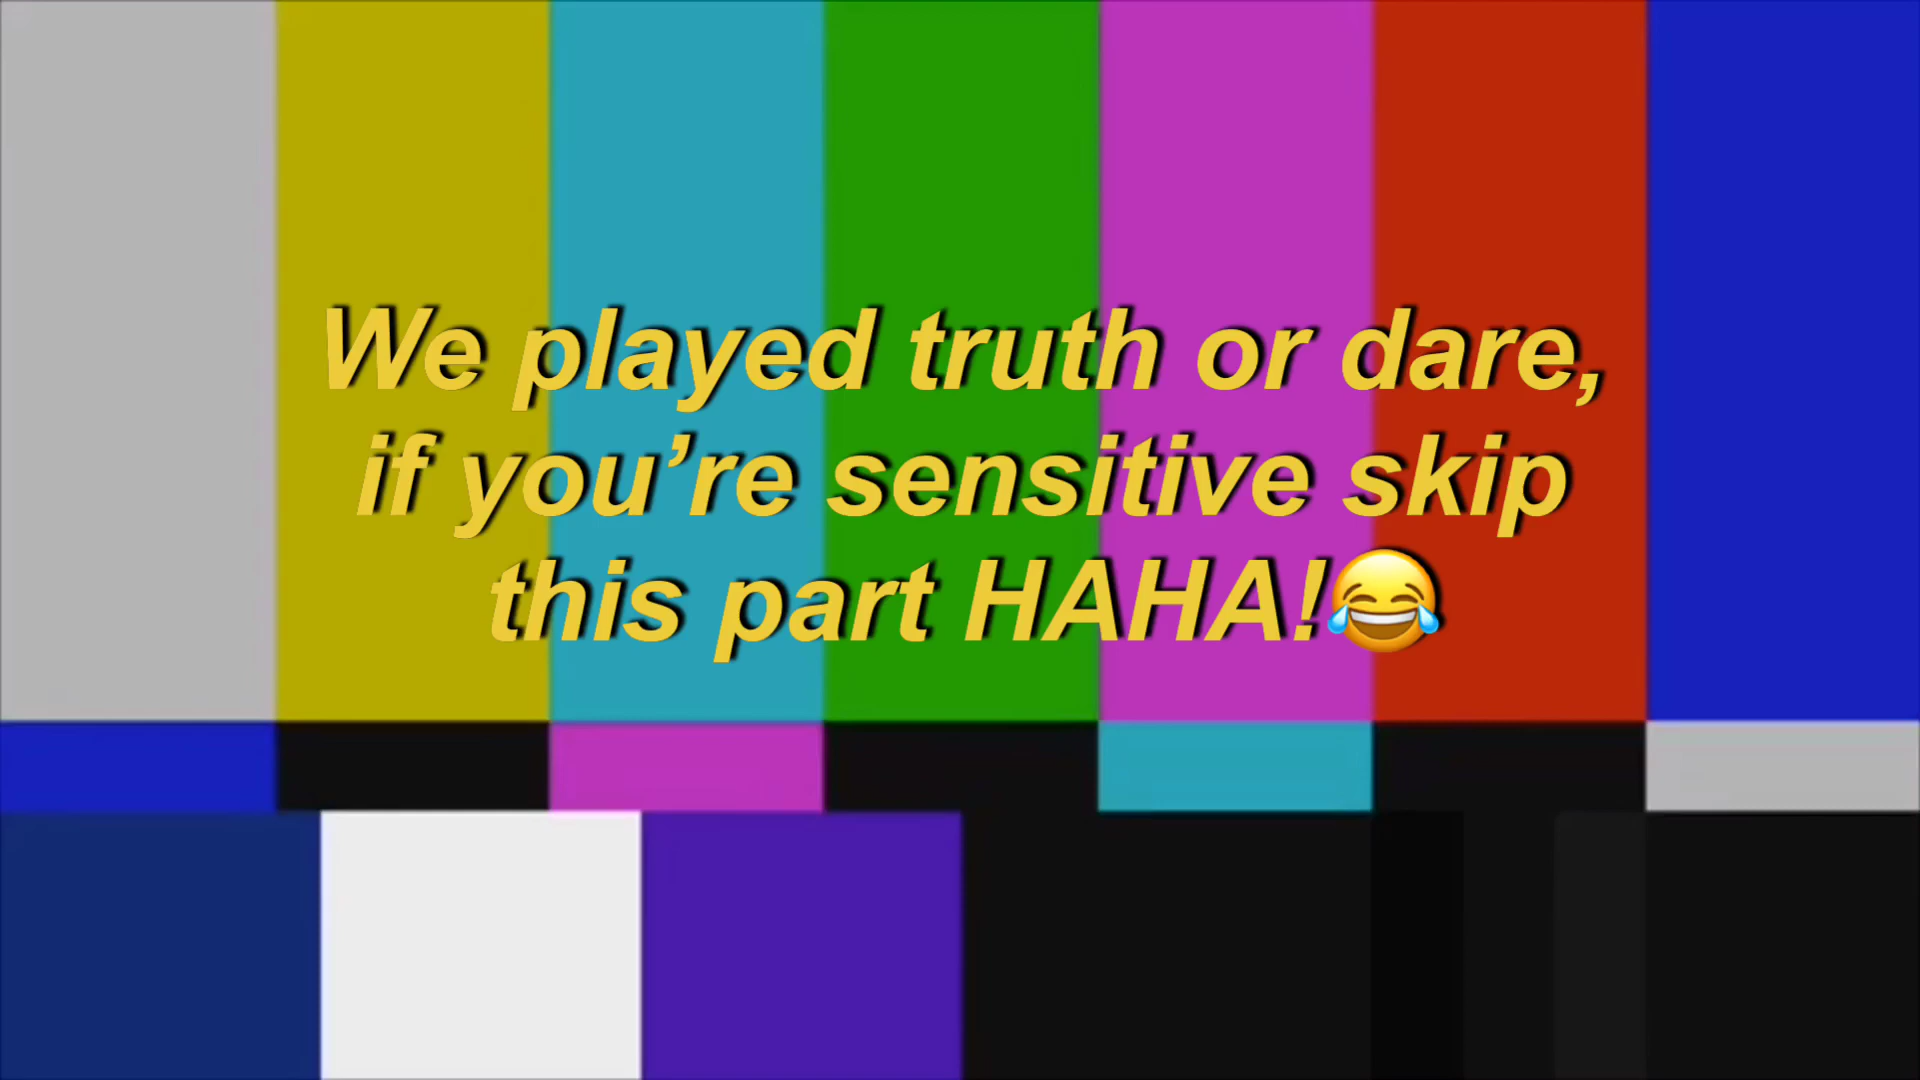 We played truth or dare,
if you’re sensitive skip
this part HAHA!😂